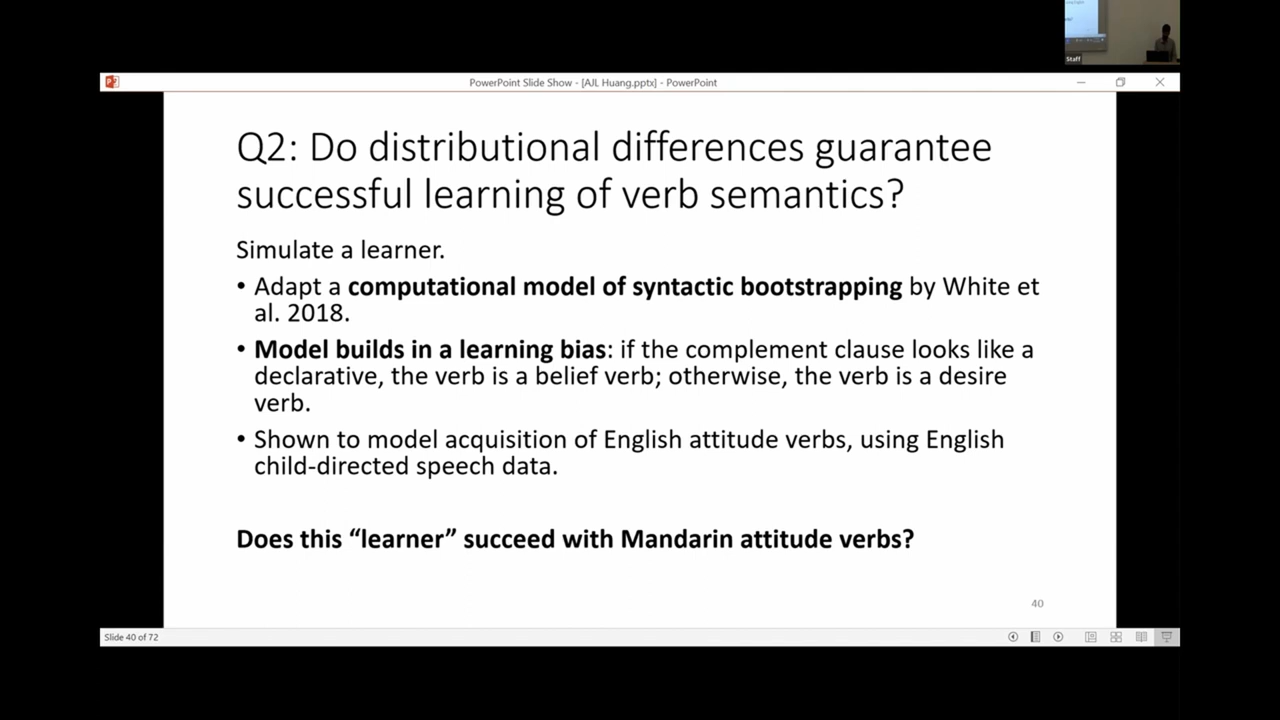 Staff
PowerPoint Slide Show - [AJL Huang.pptx] - PowerPoint
Q2: Do distributional differences guarantee
successful learning of verb semantics?
Simulate a learner.
• Adapt a computational model of syntactic bootstrapping by White et
al. 2018.
• Model builds in a learning bias: if the complement clause looks like a
declarative, the verb is a belief verb; otherwise, the verb is a desire
verb.
• Shown to model acquisition of English attitude verbs, using English
child-directed speech data.
Does this “learner” succeed with Mandarin attitude verbs?
40
Slide 40 of 72